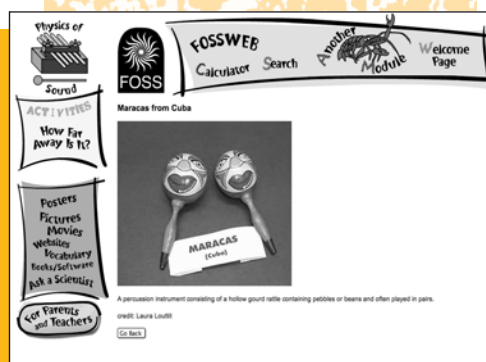 Physics of
Sound
FOSS
FOSSWEB
Calculator
Search
Another
Module
Welcome
Page
ACTIVITIES
How Far
Away Is It?
Maracas from Cuba
MARACAS
(Cuba)
Posters
Pictures
Movies
Websites
Vocabulary
Books/Software
Ask a Scientist
For Parents
and Teachers
A percussion instrument consisting of a hollow gourd rattle containing pebbles or beans and often played in pairs.
credit: Laura Loutit
Go Back